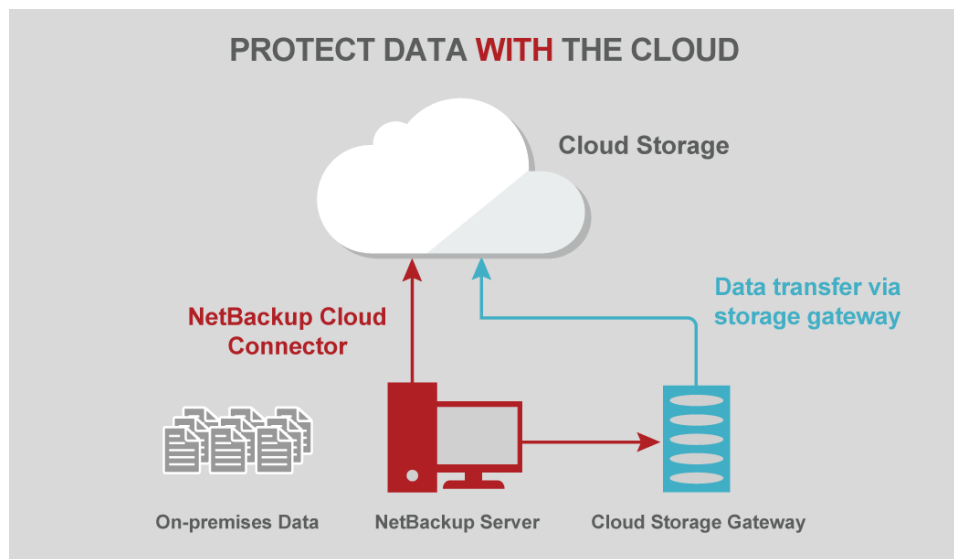 PROTECT DATA WITH THE CLOUD
Cloud Storage
NetBackup Cloud
Connector
Data transfer via
storage gateway
On-premises Data
NetBackup Server
Cloud Storage Gateway